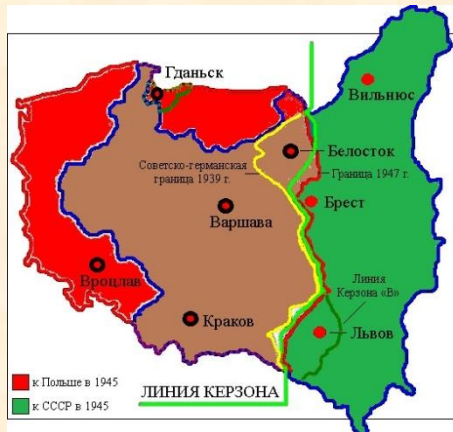 Гданьск
Вильнюс
Советско-германская
граница 1939 г.
Белосток
Граница 1947 г.
Брест
Варшава
Вроцлав
Краков
Линия
Керзона «В»
Львов
ЛИНИЯ КЕРЗОНА
к Польше в 1945
к СССР в 1945